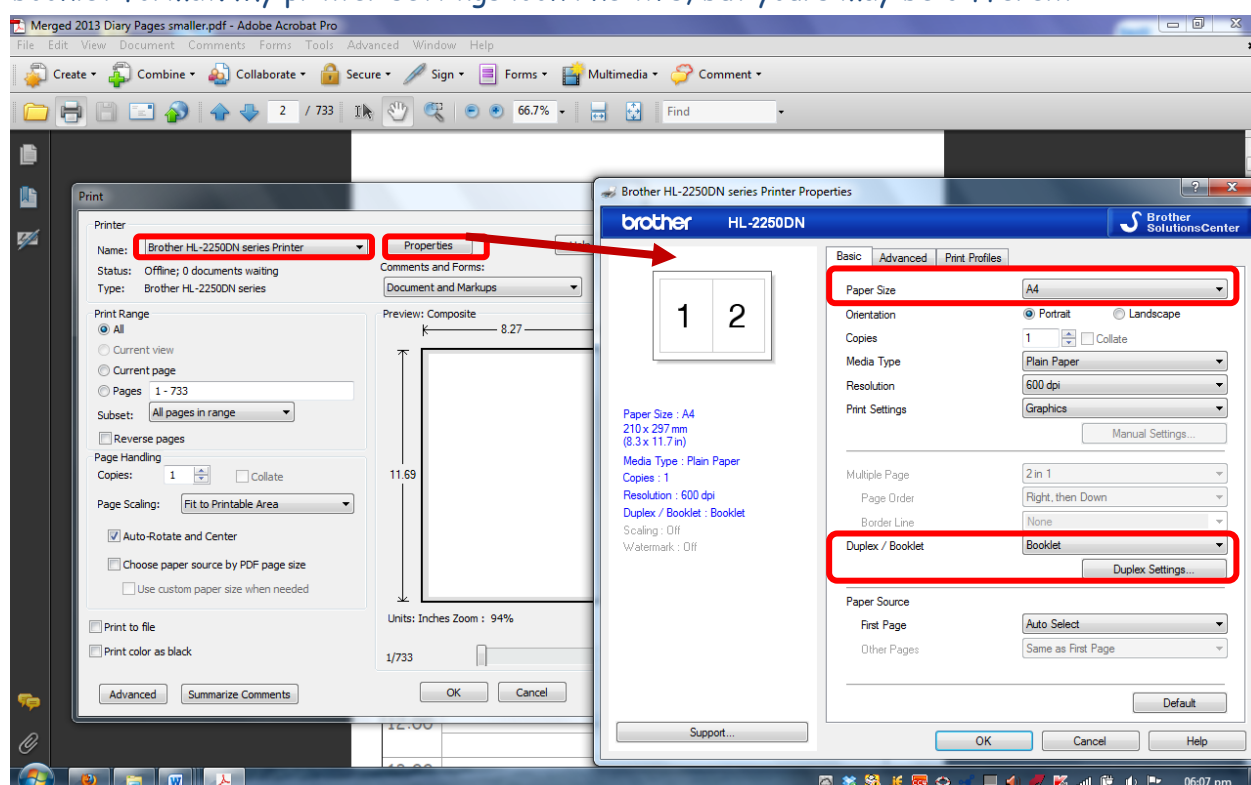 Merged 2013 Diary Pages smaller.pdf - Adobe Acrobat Pro
File Edit View Document Comments Forms Tools Advanced Window Help
Create Combine Collaborate Secure Sign Forms Multimedia Comment
2 / 733 66.7% Find
Print
Printer
Name: Brother HL-2250DN series Printer Properties
Status: Offline; 0 documents waiting Comments and Forms:
Type: Brother HL-2250DN series Document and Markups
Print Range Preview: Composite
All 8.27
Current view
Current page
Pages 1 - 733
Subset: All pages in range
Reverse pages
Page Handling
Copies: 1 Collate 11.69
Page Scaling: Fit to Printable Area
Auto-Rotate and Center
Choose paper source by PDF page size
Use custom paper size when needed
Units: Inches Zoom : 94%
Print to file
Print color as black 1/733
Advanced Summarize Comments OK Cancel
Brother HL-2250DN series Printer Properties
brother HL-2250DN Brother
SolutionsCenter
1 2
Paper Size : A4
210 x 297 mm
(8.3 x 11.7 in)
Media Type : Plain Paper
Copies : 1
Resolution : 600 dpi
Duplex / Booklet : Booklet
Scaling : Off
Watermark : Off
Support...
Basic Advanced Print Profiles
Paper Size A4
Orientation Portrait Landscape
Copies 1 Collate
Media Type Plain Paper
Resolution 600 dpi
Print Settings Graphics
Manual Settings...
Multiple Page 2 in 1
Page Order Right, then Down
Border Line None
Duplex / Booklet Booklet
Duplex Settings...
Paper Source
First Page Auto Select
Other Pages Same as First Page
Default
OK Cancel Help
06:07 pm